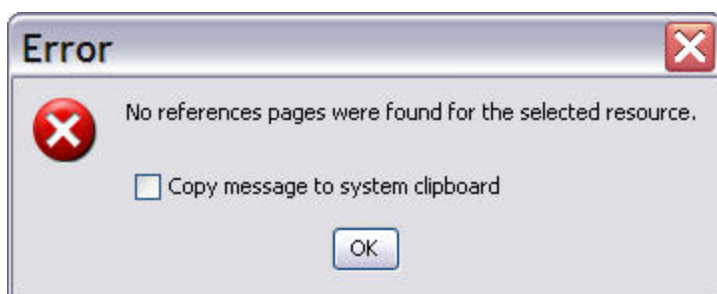 Error
No references pages were found for the selected resource.
Copy message to system clipboard
OK